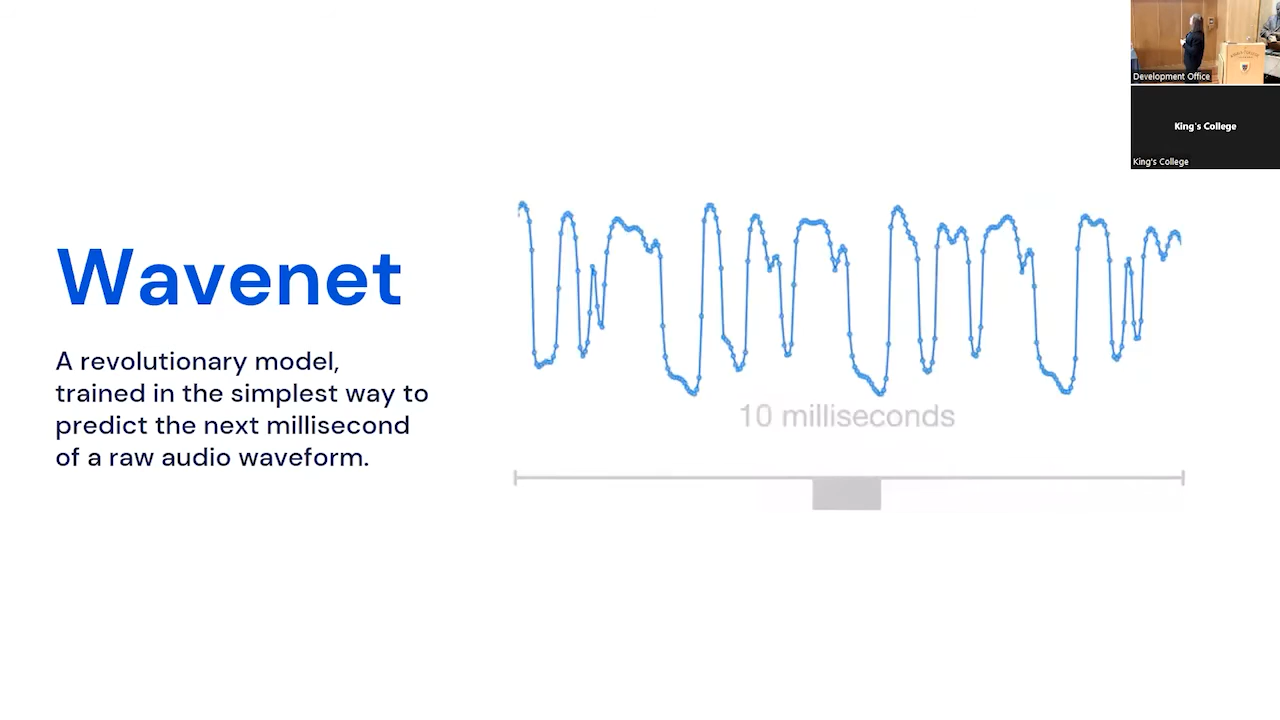 Development Office
King's College
King's College
Wavenet
A revolutionary model,
trained in the simplest way to
predict the next millisecond
of a raw audio waveform.
10 milliseconds